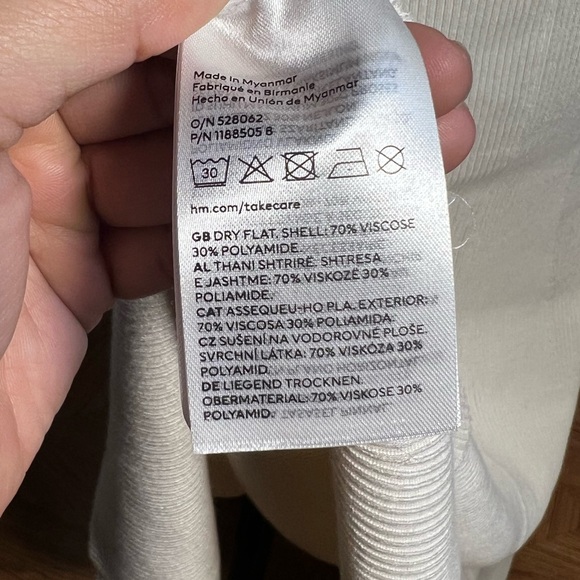 Made in Myanmar
Fabriqué en Birmanie
Hecha en Unión de Myanmar
O/N 528062
P/N 1188505 B
30
hm.com/takecare
GB DRY FLAT. SHELL: 70% VISCOSE
30% POLYAMIDE.
AL THANI SHTRIRË. SHTRESA
E JASHTME: 70% VISKOZË 30%
POLIAMIDË.
CAT ASSEQUEU-HO PLA. EXTERIOR:
70% VISCOSA 30% POLIAMIDA.
CZ SUŠENÍ NA VODOROVNÉ PLOŠE.
SVRCHNÍ LÁTKA: 70% VISKÓZA 30%
POLYAMID.
DE LIEGEND TROCKNEN.
OBERMATERIAL: 70% VISKOSE 30%
POLYAMID.